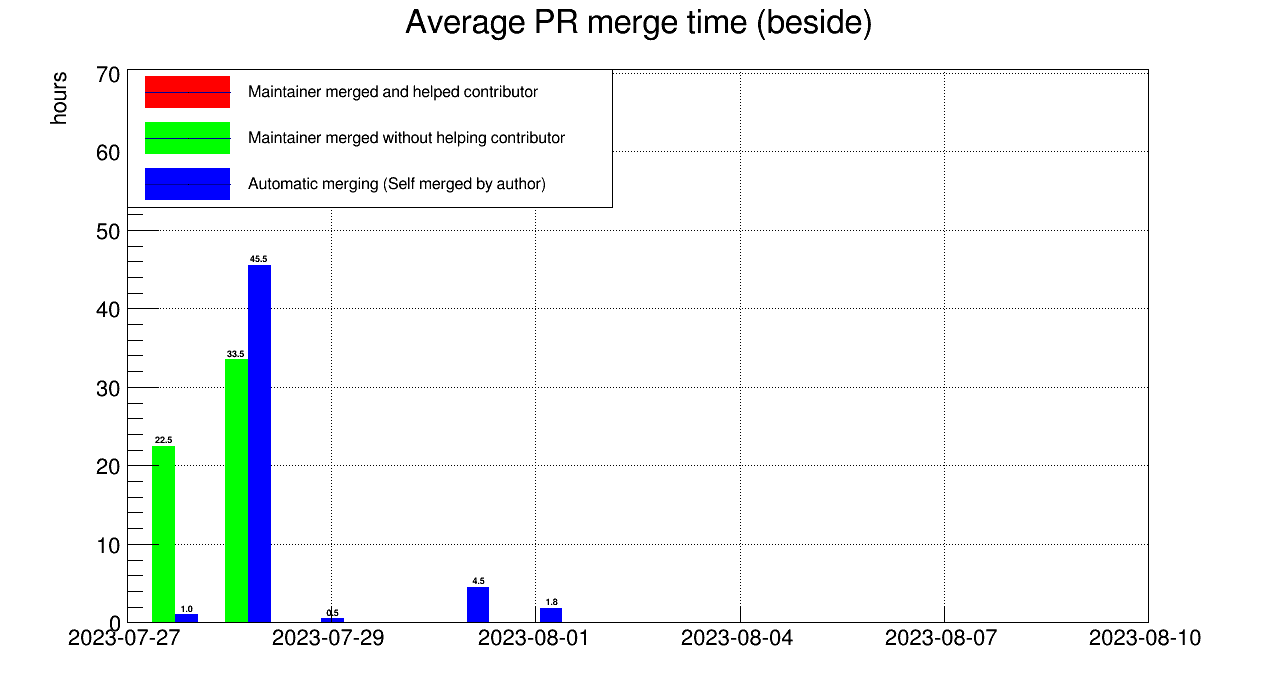 Average PR merge time (beside)
hours
70
Maintainer merged and helped contributor
60
Maintainer merged without helping contributor
Automatic merging (Self merged by author)
50
45.5
40
33.5
30
22.5
20
10
4.5
1.8
1.0
0.5
0
2023-07-27 2023-07-29 2023-08-01 2023-08-04 2023-08-07 2023-08-10